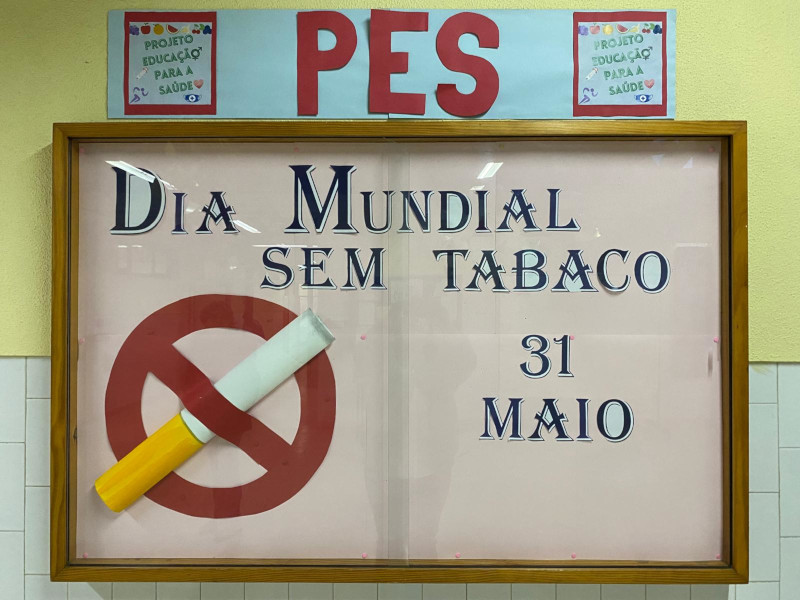 PROJETO
EDUCAÇÃO
PARA A
SAÚDE
PES
PROJETO
EDUCAÇÃO
PARA A
SAÚDE
DIA MUNDIAL
SEM TABACO
31
MAIO